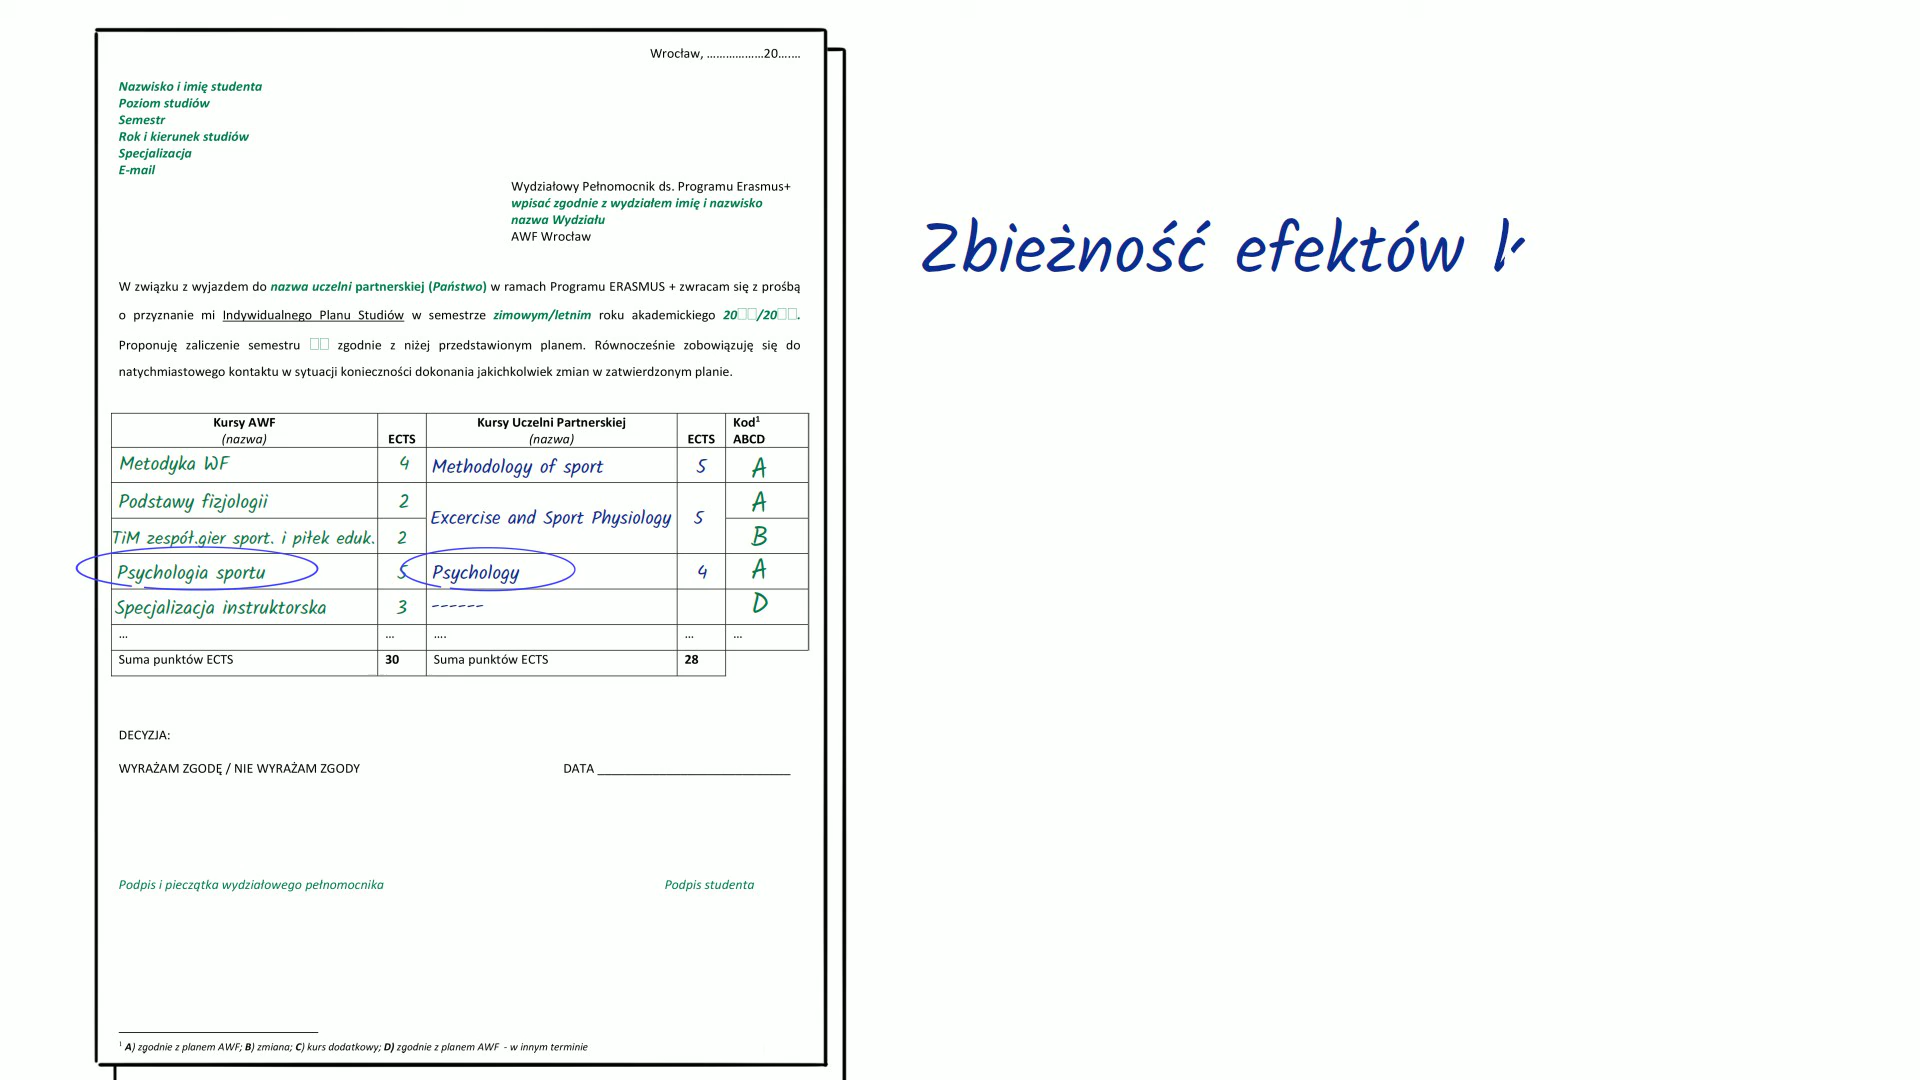 Wrocław, ………………20……
Nazwisko i imię studenta
Poziom studiów
Semestr
Rok i kierunek studiów
Specjalizacja
E-mail
Wydziałowy Pełnomocnik ds. Programu Erasmus+
wpisać zgodnie z wydziałem imię i nazwisko
nazwa Wydziału
AWF Wrocław
W związku z wyjazdem do nazwa uczelni partnerskiej (Państwo) w ramach Programu ERASMUS + zwracam się z prośbą
o przyznanie mi Indywidualnego Planu Studiów w semestrze zimowym/letnim roku akademickiego 20□□/20□□.
Proponuję zaliczenie semestru □□ zgodnie z niżej przedstawionym planem. Równocześnie zobowiązuję się do
natychmiastowego kontaktu w sytuacji konieczności dokonania jakichkolwiek zmian w zatwierdzonym planie.
Kursy AWF (nazwa) ECTS Kursy Uczelni Partnerskiej (nazwa) ECTS Kod¹ ABCD
Metodyka WF 4 Methodology of sport 5 A
Podstawy fizjologii 2 Excercise and Sport Physiology 5 A
TiM zespół.gier sport. i piłek eduk. 2 B
Psychologia sportu 5 Psychology 4 A
Specjalizacja instruktorska 3 ------ D
… … …. … …
Suma punktów ECTS 30 Suma punktów ECTS 28
DECYZJA:
WYRAŻAM ZGODĘ / NIE WYRAŻAM ZGODY DATA ____________________________
Podpis i pieczątka wydziałowego pełnomocnika Podpis studenta
¹ A) zgodnie z planem AWF; B) zmiana; C) kurs dodatkowy; D) zgodnie z planem AWF - w innym terminie
Zbieżność efektów